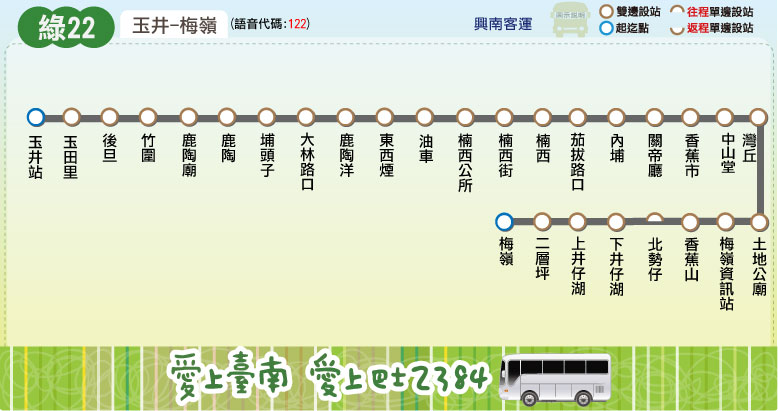 綠22
玉井-梅嶺
(語音代碼:122)
興南客運
圖示說明
雙邊設站
起迄點
往程單邊設站
返程單邊設站
玉井站
玉田里
後旦
竹圍
鹿陶廟
鹿陶
埔頭子
大林路口
鹿陶洋
東西煙
油車
楠西公所
楠西街
楠西
茄拔路口
內埔
關帝廳
香蕉市
中山堂
灣丘
梅嶺
二層坪
上井仔湖
下井仔湖
北勢仔
香蕉山
梅嶺資訊站
土地公廟
愛上臺南 愛上巴士2384